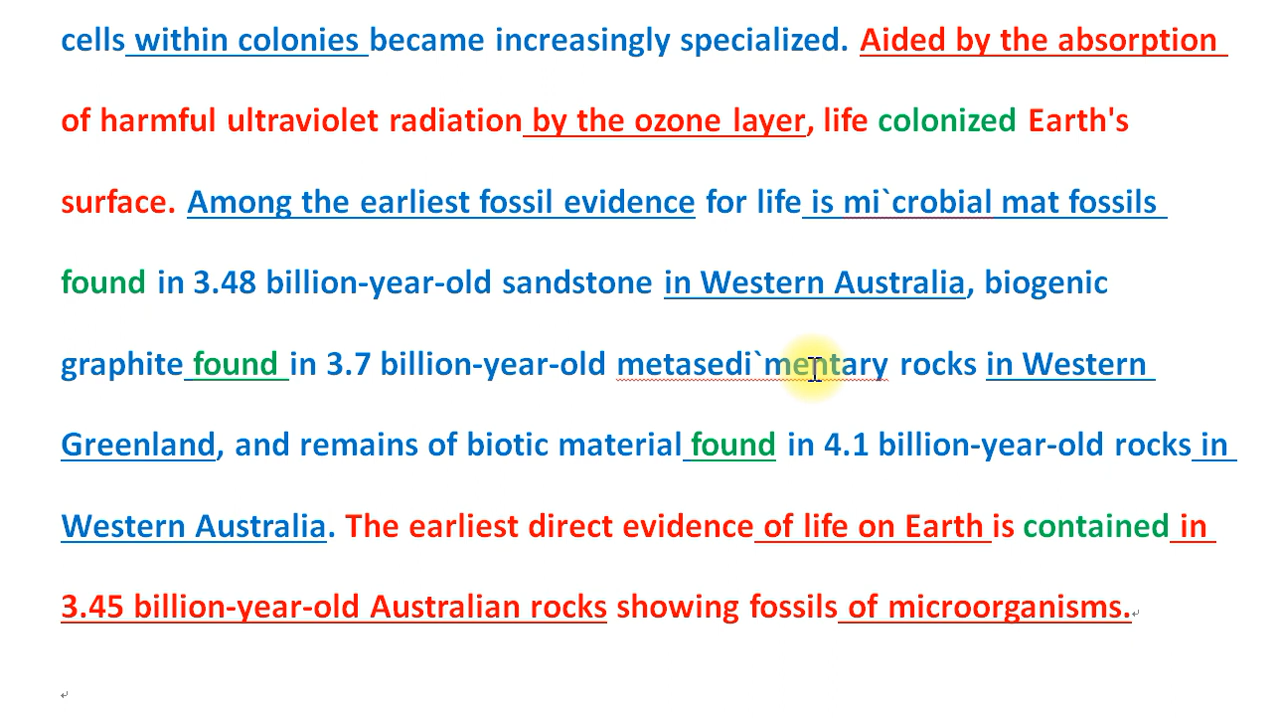 cells within colonies became increasingly specialized. Aided by the absorption
of harmful ultraviolet radiation by the ozone layer, life colonized Earth's
surface. Among the earliest fossil evidence for life is mi`crobial mat fossils
found in 3.48 billion-year-old sandstone in Western Australia, biogenic
graphite found in 3.7 billion-year-old metasedi`mentary rocks in Western
Greenland, and remains of biotic material found in 4.1 billion-year-old rocks in
Western Australia. The earliest direct evidence of life on Earth is contained in
3.45 billion-year-old Australian rocks showing fossils of microorganisms.